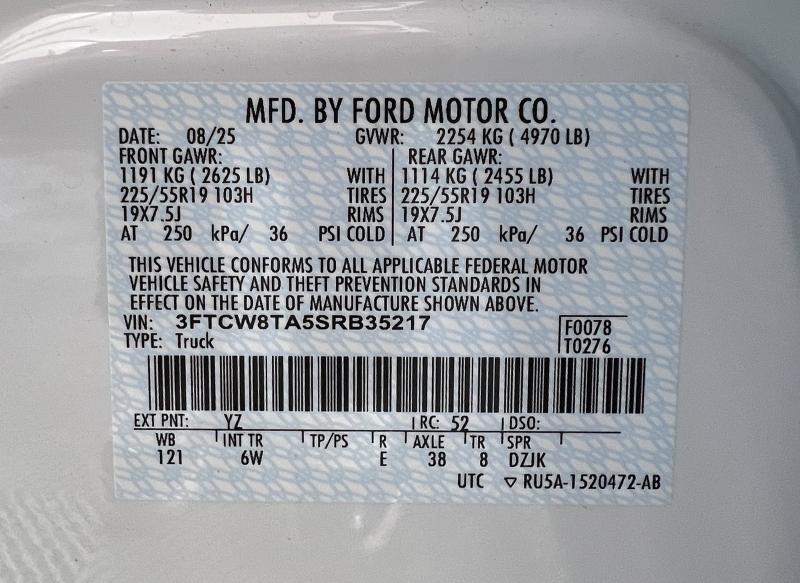 MFD. BY FORD MOTOR CO.
DATE: 08/25 GVWR: 2254 KG ( 4970 LB)
FRONT GAWR: REAR GAWR:
1191 KG ( 2625 LB) WITH 1114 KG ( 2455 LB) WITH
225/55R19 103H TIRES 225/55R19 103H TIRES
19X7.5J RIMS 19X7.5J RIMS
AT 250 kPa/ 36 PSI COLD AT 250 kPa/ 36 PSI COLD
THIS VEHICLE CONFORMS TO ALL APPLICABLE FEDERAL MOTOR
VEHICLE SAFETY AND THEFT PREVENTION STANDARDS IN
EFFECT ON THE DATE OF MANUFACTURE SHOWN ABOVE.
VIN: 3FTCW8TA5SRB35217 F0078
TYPE: Truck T0276
EXT PNT: YZ RC: 52 DSO:
WB INT TR TP/PS R AXLE TR SPR
121 6W E 38 8 DZJK
UTC ▽ RU5A-1520472-AB